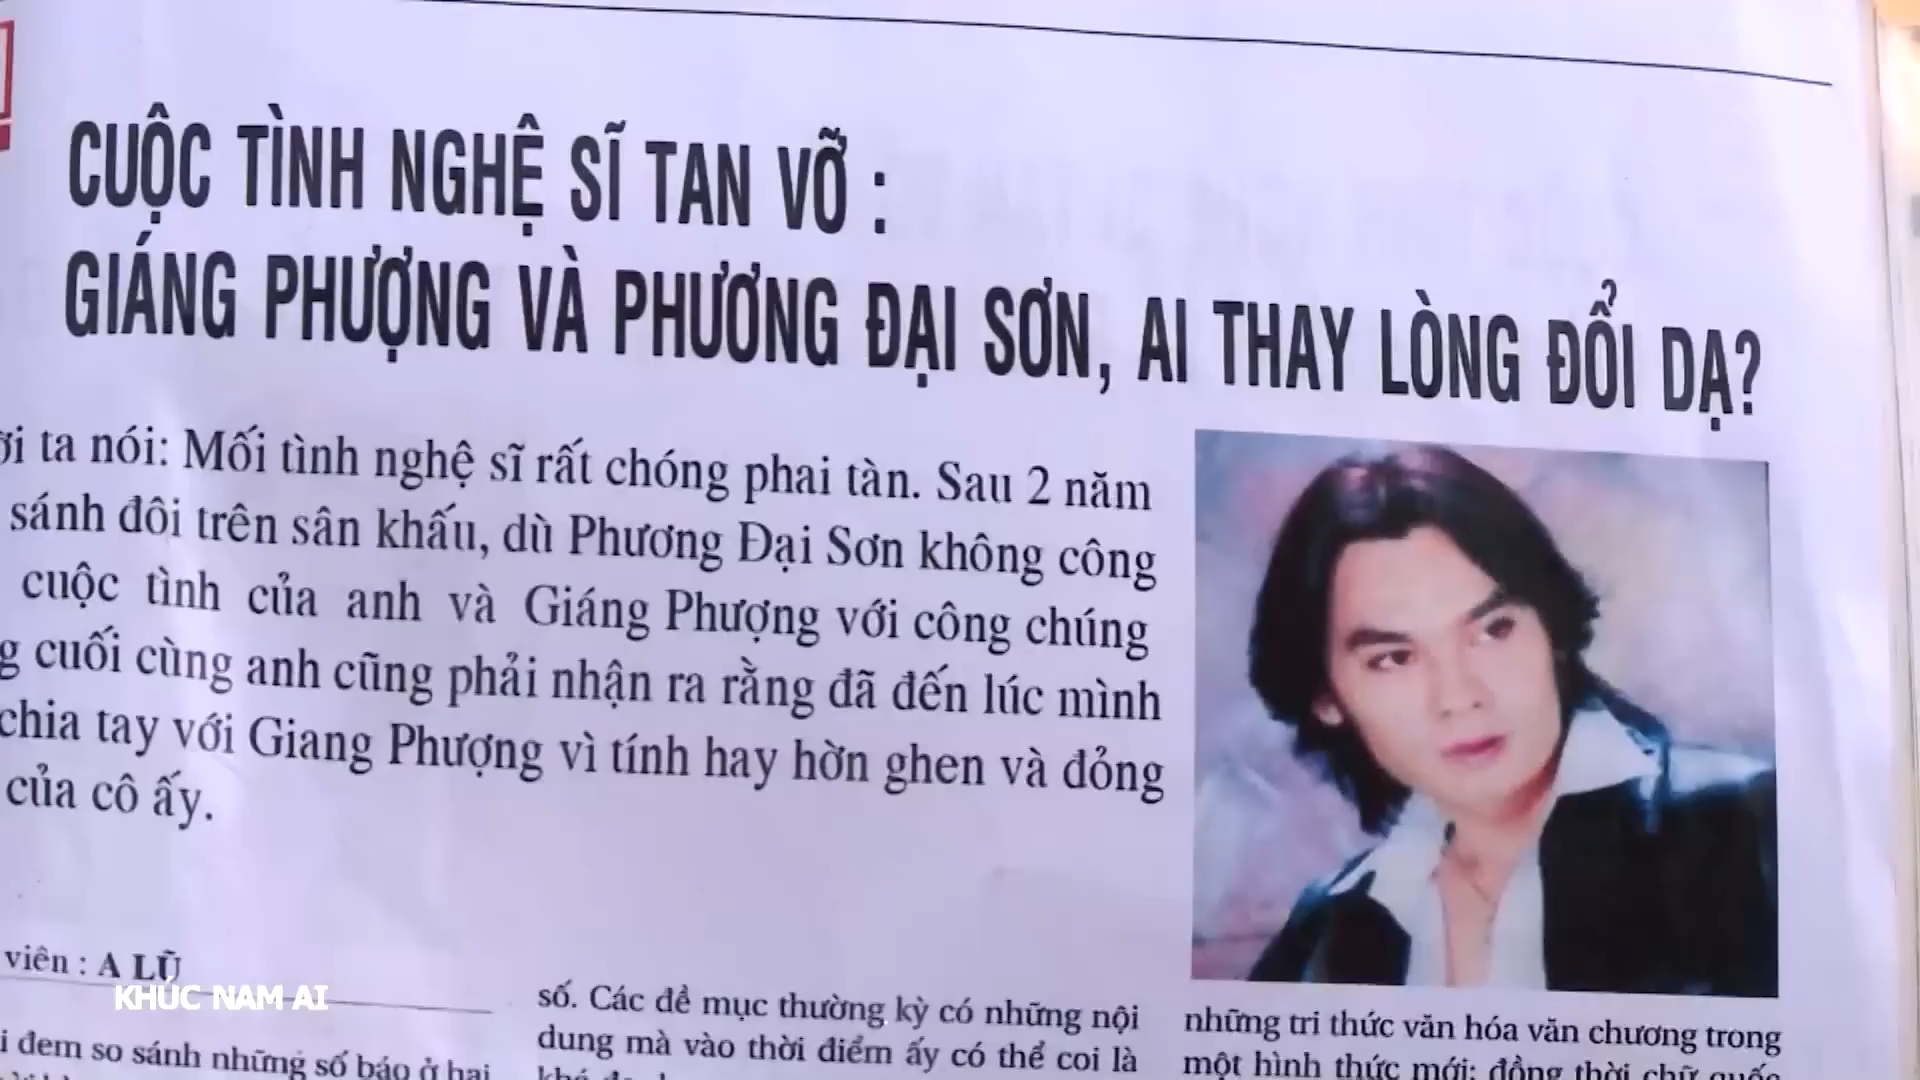 CUỘC TÌNH NGHỆ SĨ TAN VỠ :
GIÁNG PHƯỢNG VÀ PHƯƠNG ĐẠI SƠN, AI THAY LÒNG ĐỔI DẠ?
ta nói: Mối tình nghệ sĩ rất chóng phai tàn. Sau 2 năm
sánh đôi trên sân khấu, dù Phương Đại Sơn không công
cuộc tình của anh và Giáng Phượng với công chúng
cuối cùng anh cũng phải nhận ra rằng đã đến lúc mình
chia tay với Giang Phượng vì tính hay hờn ghen và đỏng
của cô ấy.
viên : A LŨ
KHÚC NAM AI
đem so sánh những số báo ở hai
số. Các đề mục thường kỳ có những nội
dung mà vào thời điểm ấy có thể coi là
những tri thức văn hóa văn chương trong
một hình thức mới; đồng thời chữ quốc